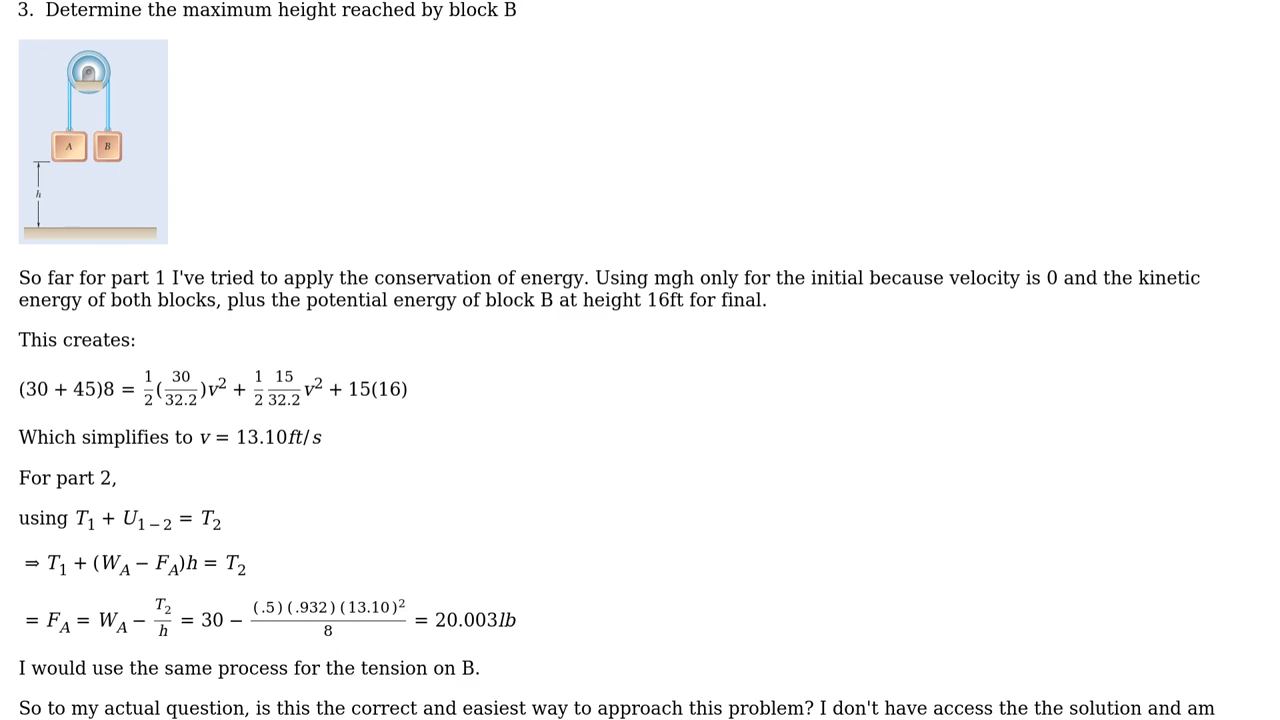 3. Determine the maximum height reached by block B
A B
h
So far for part 1 I've tried to apply the conservation of energy. Using mgh only for the initial because velocity is 0 and the kinetic
energy of both blocks, plus the potential energy of block B at height 16ft for final.
This creates:
(30 + 45)8 = 1/2(30/32.2)v² + 1/2 15/32.2 v² + 15(16)
Which simplifies to v = 13.10ft/s
For part 2,
using T₁ + U₁₋₂ = T₂
⇒ T₁ + (W_A − F_A)h = T₂
= F_A = W_A − T₂/h = 30 − (.5)(.932)(13.10)²/8 = 20.003lb
I would use the same process for the tension on B.
So to my actual question, is this the correct and easiest way to approach this problem? I don't have access the the solution and am